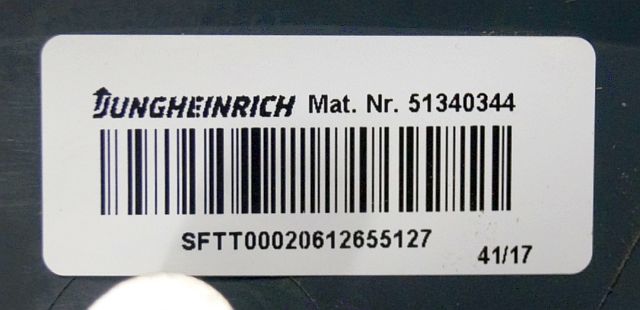 JUNGHEINRICH Mat. Nr. 51340344
SFTT00020612655127
41/17